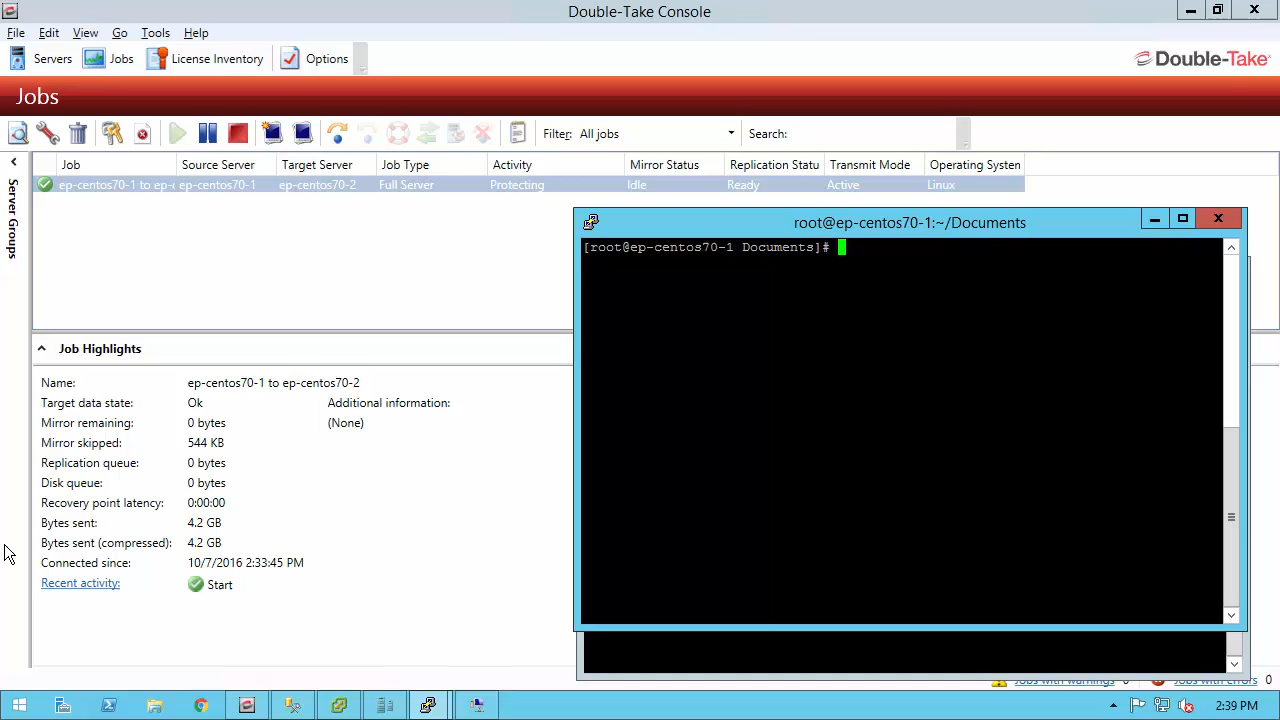 Double-Take Console
File Edit View Go Tools Help
Servers Jobs License Inventory Options
Double-Take
Jobs
Filter: All jobs Search:
Job Source Server Target Server Job Type Activity Mirror Status Replication Statu Transmit Mode Operating System
ep-centos70-1 to ep-c ep-centos70-1 ep-centos70-2 Full Server Protecting Idle Ready Active Linux
Server Groups
root@ep-centos70-1:~/Documents
[root@ep-centos70-1 Documents]#
Job Highlights
Name: ep-centos70-1 to ep-centos70-2
Target data state: Ok Additional information:
Mirror remaining: 0 bytes (None)
Mirror skipped: 544 KB
Replication queue: 0 bytes
Disk queue: 0 bytes
Recovery point latency: 0:00:00
Bytes sent: 4.2 GB
Bytes sent (compressed): 4.2 GB
Connected since: 10/7/2016 2:33:45 PM
Recent activity: Start
Jobs with warnings 0 Jobs with errors 0
2:39 PM